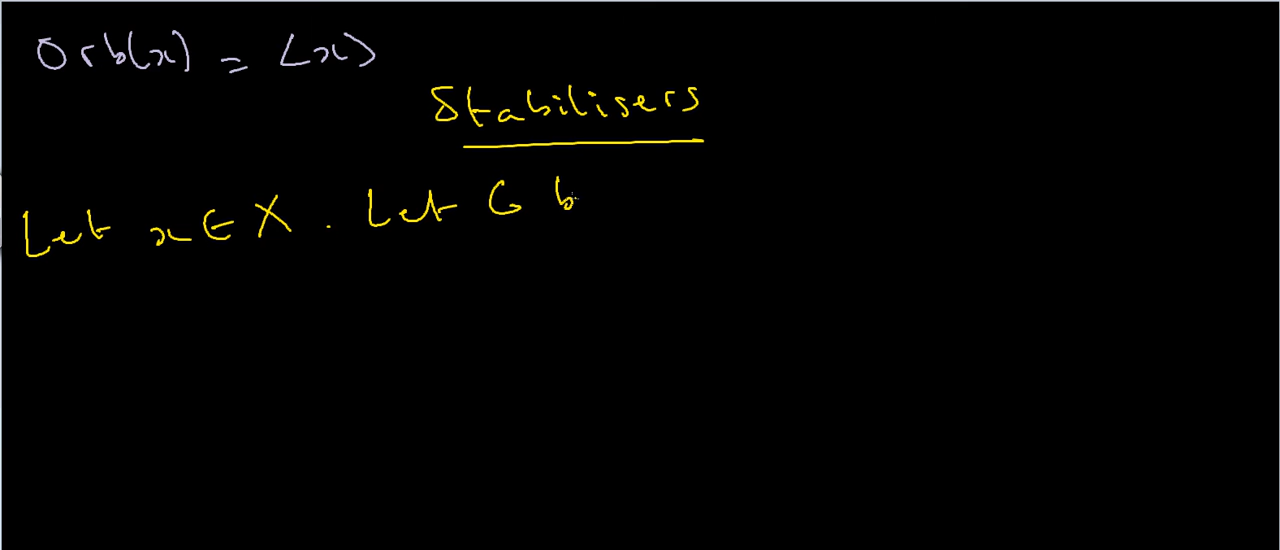 Orb(x) = <x>
Stabilisers
Let x ∈ X. Let G b